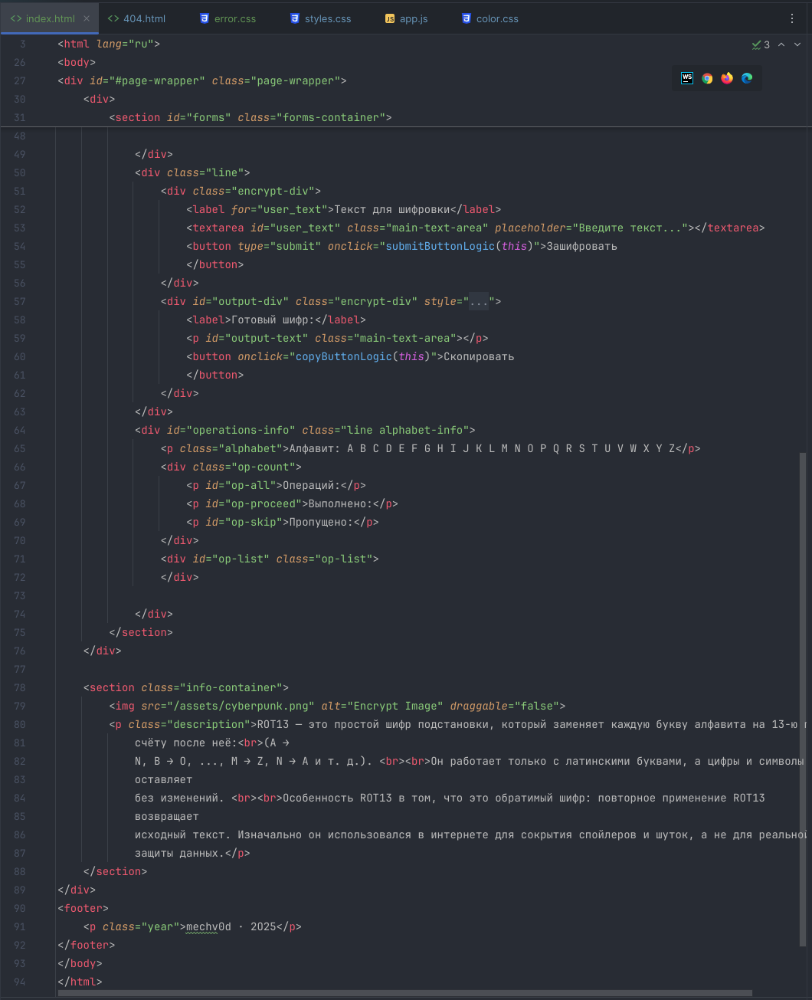 index.html 404.html error.css styles.css app.js color.css
3 <html lang="ru">
3
26 <body>
27 <div id="#page-wrapper" class="page-wrapper">
30 <div>
31 <section id="forms" class="forms-container">
48
49 </div>
50 <div class="line">
51 <div class="encrypt-div">
52 <label for="user_text">Текст для шифровки</label>
53 <textarea id="user_text" class="main-text-area" placeholder="Введите текст..."></textarea>
54 <button type="submit" onclick="submitButtonLogic(this)">Зашифровать
55 </button>
56 </div>
57 <div id="output-div" class="encrypt-div" style="...">
58 <label>Готовый шифр:</label>
59 <p id="output-text" class="main-text-area"></p>
60 <button onclick="copyButtonLogic(this)">Скопировать
61 </button>
62 </div>
63 </div>
64 <div id="operations-info" class="line alphabet-info">
65 <p class="alphabet">Алфавит: A B C D E F G H I J K L M N O P Q R S T U V W X Y Z</p>
66 <div class="op-count">
67 <p id="op-all">Операций:</p>
68 <p id="op-proceed">Выполнено:</p>
69 <p id="op-skip">Пропущено:</p>
70 </div>
71 <div id="op-list" class="op-list">
72 </div>
73
74 </div>
75 </section>
76 </div>
77
78 <section class="info-container">
79 <img src="/assets/cyberpunk.png" alt="Encrypt Image" draggable="false">
80 <p class="description">ROT13 — это простой шифр подстановки, который заменяет каждую букву алфавита на 13-ю
81 счёту после неё:<br>(A →
82 N, B → O, ..., M → Z, N → A и т. д.). <br><br>Он работает только с латинскими буквами, а цифры и символы
83 оставляет
84 без изменений. <br><br>Особенность ROT13 в том, что это обратимый шифр: повторное применение ROT13
85 возвращает
86 исходный текст. Изначально он использовался в интернете для сокрытия спойлеров и шуток, а не для реальной
87 защиты данных.</p>
88 </section>
89 </div>
90 <footer>
91 <p class="year">mechv0d · 2025</p>
92 </footer>
93 </body>
94 </html>